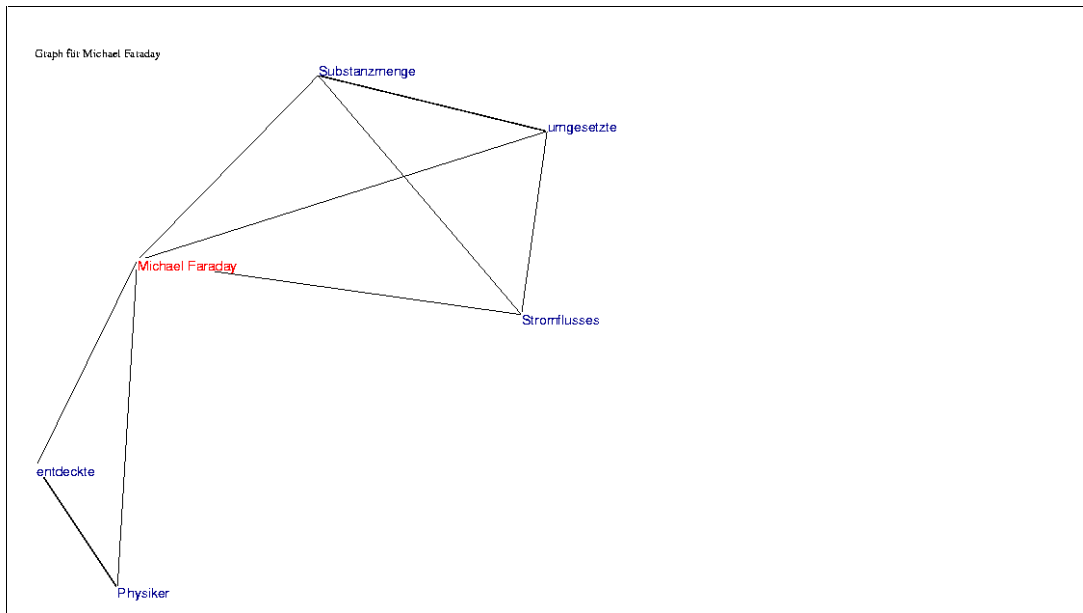 Graph für Michael Faraday
Substanzmenge
umgesetzte
Michael Faraday
Stromflusses
entdeckte
Physiker